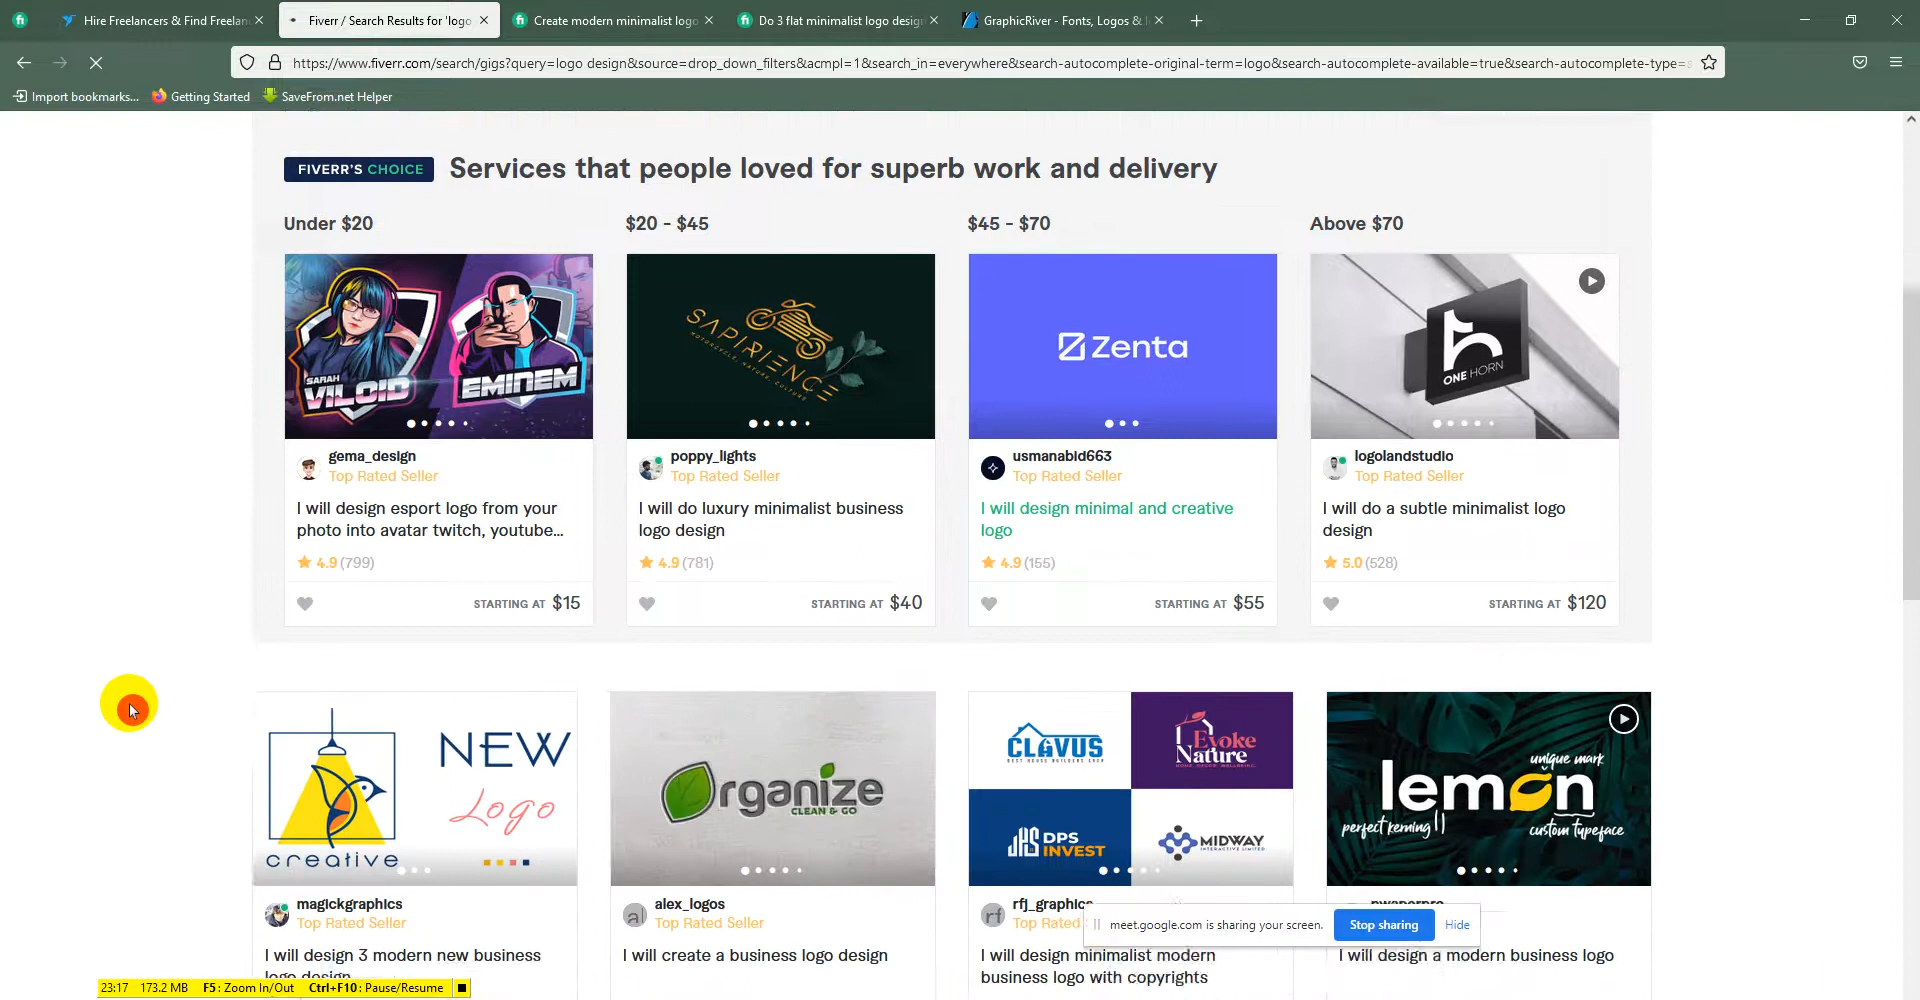 Hire Freelancers & Find Freelan
Fiverr / Search Results for 'logo
Create modern minimalist logo
Do 3 flat minimalist logo desig
GraphicRiver - Fonts, Logos &
https://www.fiverr.com/search/gigs?query=logo design&source=drop_down_filters&acmpl=1&search_in=everywhere&search-autocomplete-original-term=logo&search-autocomplete-available=true&search-autocomplete-type=s
Import bookmarks...
Getting Started
SaveFrom.net Helper
FIVERR'S CHOICE
Services that people loved for superb work and delivery
Under $20
$20 - $45
$45 - $70
Above $70
SARAH
VILOID
EMINEM
SAPIRIENCE
MOTORCYCLE, NATURE, CULTURE
Zenta
ONE HORN
gema_design
Top Rated Seller
I will design esport logo from your
photo into avatar twitch, youtube...
4.9 (799)
STARTING AT $15
poppy_lights
Top Rated Seller
I will do luxury minimalist business
logo design
4.9 (781)
STARTING AT $40
usmanabid663
Top Rated Seller
I will design minimal and creative
logo
4.9 (155)
STARTING AT $55
logolandstudio
Top Rated Seller
I will do a subtle minimalist logo
design
5.0 (528)
STARTING AT $120
NEW
Logo
creative
Organize
CLEAN & GO
CLAVUS
BEST HOUSE BUILDERS EVER
Evoke
Nature
DPS
INVEST
MIDWAY
INTERACTIVE LIMITED
unique mark
lemon
perfect kerning
custom typeface
magickgraphics
Top Rated Seller
I will design 3 modern new business
logo design
al
alex_logos
Top Rated Seller
I will create a business logo design
rf
rfj_graphics
Top Rated
I will design minimalist modern
business logo with copyrights
I will design a modern business logo
meet.google.com is sharing your screen.
Stop sharing
Hide
23:17 173.2 MB F5: Zoom In/Out Ctrl+F10: Pause/Resume